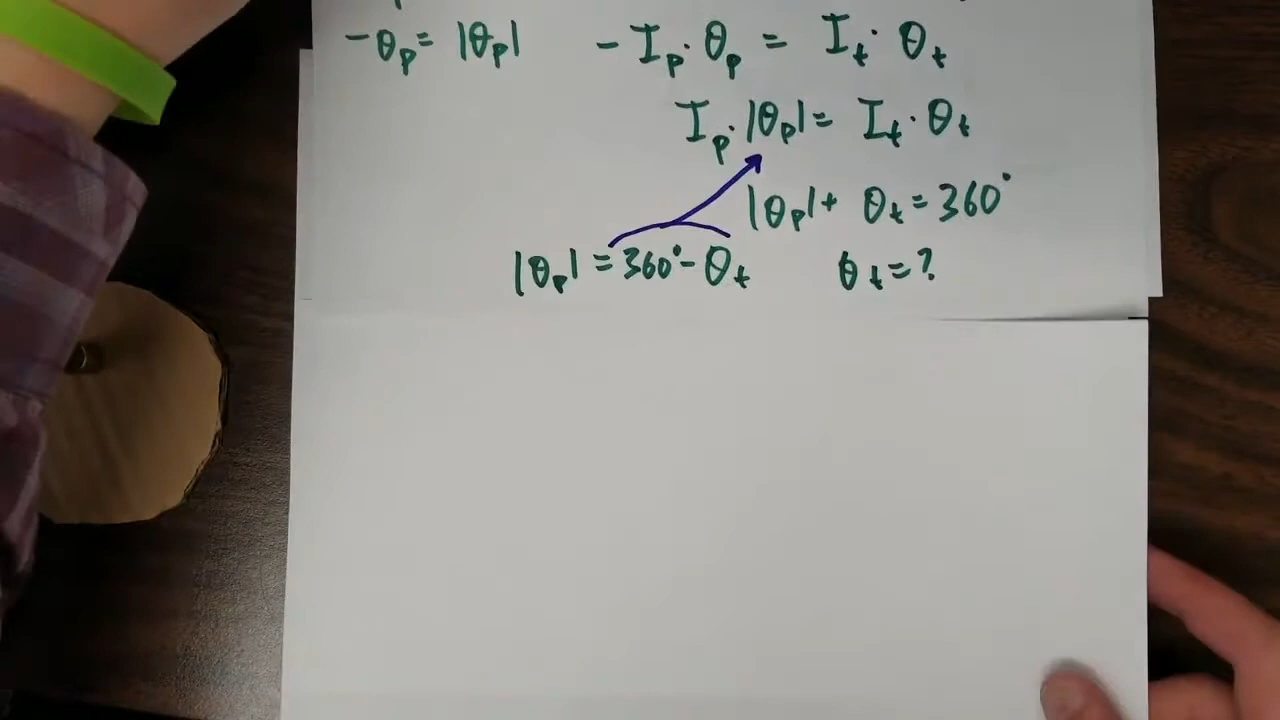 -θₚ = |θₚ|
-Iₚ·θₚ = Iₜ·θₜ
Iₚ·|θₚ| = Iₜ·θₜ
|θₚ| + θₜ = 360°
|θₚ| = 360° - θₜ
θₜ = ?